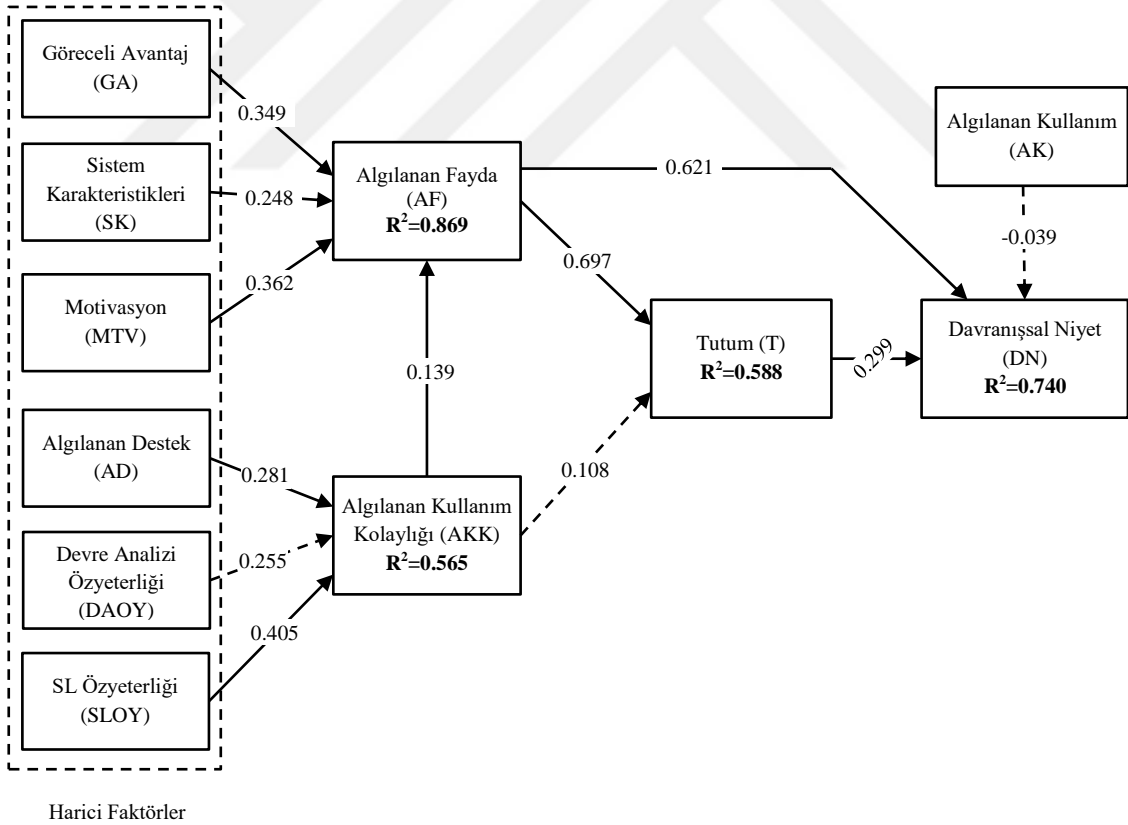 Göreceli Avantaj
(GA)
0.349
Sistem
Karakteristikleri
(SK)
0.248
Motivasyon
(MTV)
0.362
Algılanan Destek
(AD)
0.281
Devre Analizi
Özyeterliği
(DAOY)
0.255
SL Özyeterliği
(SLOY)
0.405
Harici Faktörler
Algılanan Fayda
(AF)
R²=0.869
0.139
Algılanan Kullanım
Kolaylığı (AKK)
R²=0.565
0.621
0.697
0.108
Tutum (T)
R²=0.588
0.299
Algılanan Kullanım
(AK)
-0.039
Davranışsal Niyet
(DN)
R²=0.740